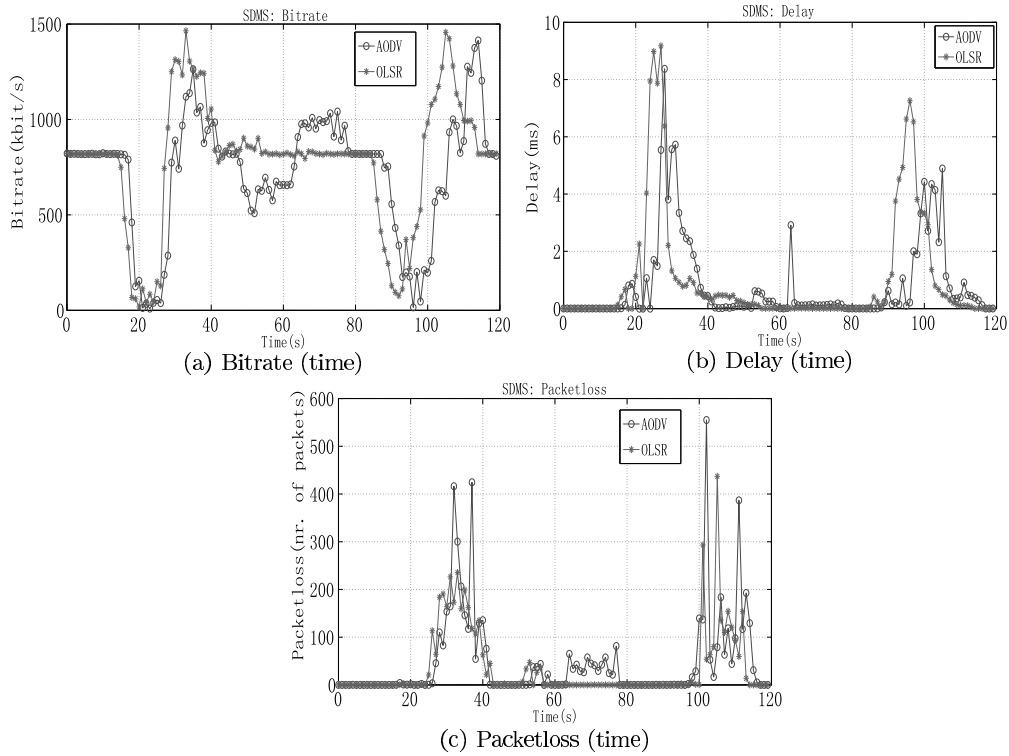 SDMS: Bitrate
1500
1000
500
0
Bitrate(kbit/s)
AODV
OLSR
0 20 40 60 80 100 120
Time(s)
(a) Bitrate (time)
SDMS: Delay
10
8
6
4
2
0
Delay(ms)
AODV
OLSR
0 20 40 60 80 100 120
Time(s)
(b) Delay (time)
SDMS: Packetloss
600
500
400
300
200
100
0
Packetloss(nr. of packets)
AODV
OLSR
0 20 40 60 80 100 120
Time(s)
(c) Packetloss (time)